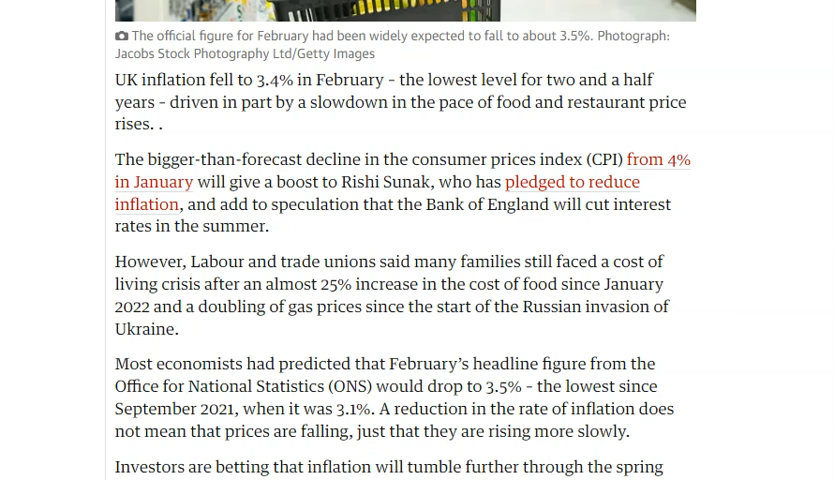 The official figure for February had been widely expected to fall to about 3.5%. Photograph:
Jacobs Stock Photography Ltd/Getty Images
UK inflation fell to 3.4% in February – the lowest level for two and a half
years – driven in part by a slowdown in the pace of food and restaurant price
rises. .
The bigger-than-forecast decline in the consumer prices index (CPI) from 4%
in January will give a boost to Rishi Sunak, who has pledged to reduce
inflation, and add to speculation that the Bank of England will cut interest
rates in the summer.
However, Labour and trade unions said many families still faced a cost of
living crisis after an almost 25% increase in the cost of food since January
2022 and a doubling of gas prices since the start of the Russian invasion of
Ukraine.
Most economists had predicted that February’s headline figure from the
Office for National Statistics (ONS) would drop to 3.5% – the lowest since
September 2021, when it was 3.1%. A reduction in the rate of inflation does
not mean that prices are falling, just that they are rising more slowly.
Investors are betting that inflation will tumble further through the spring